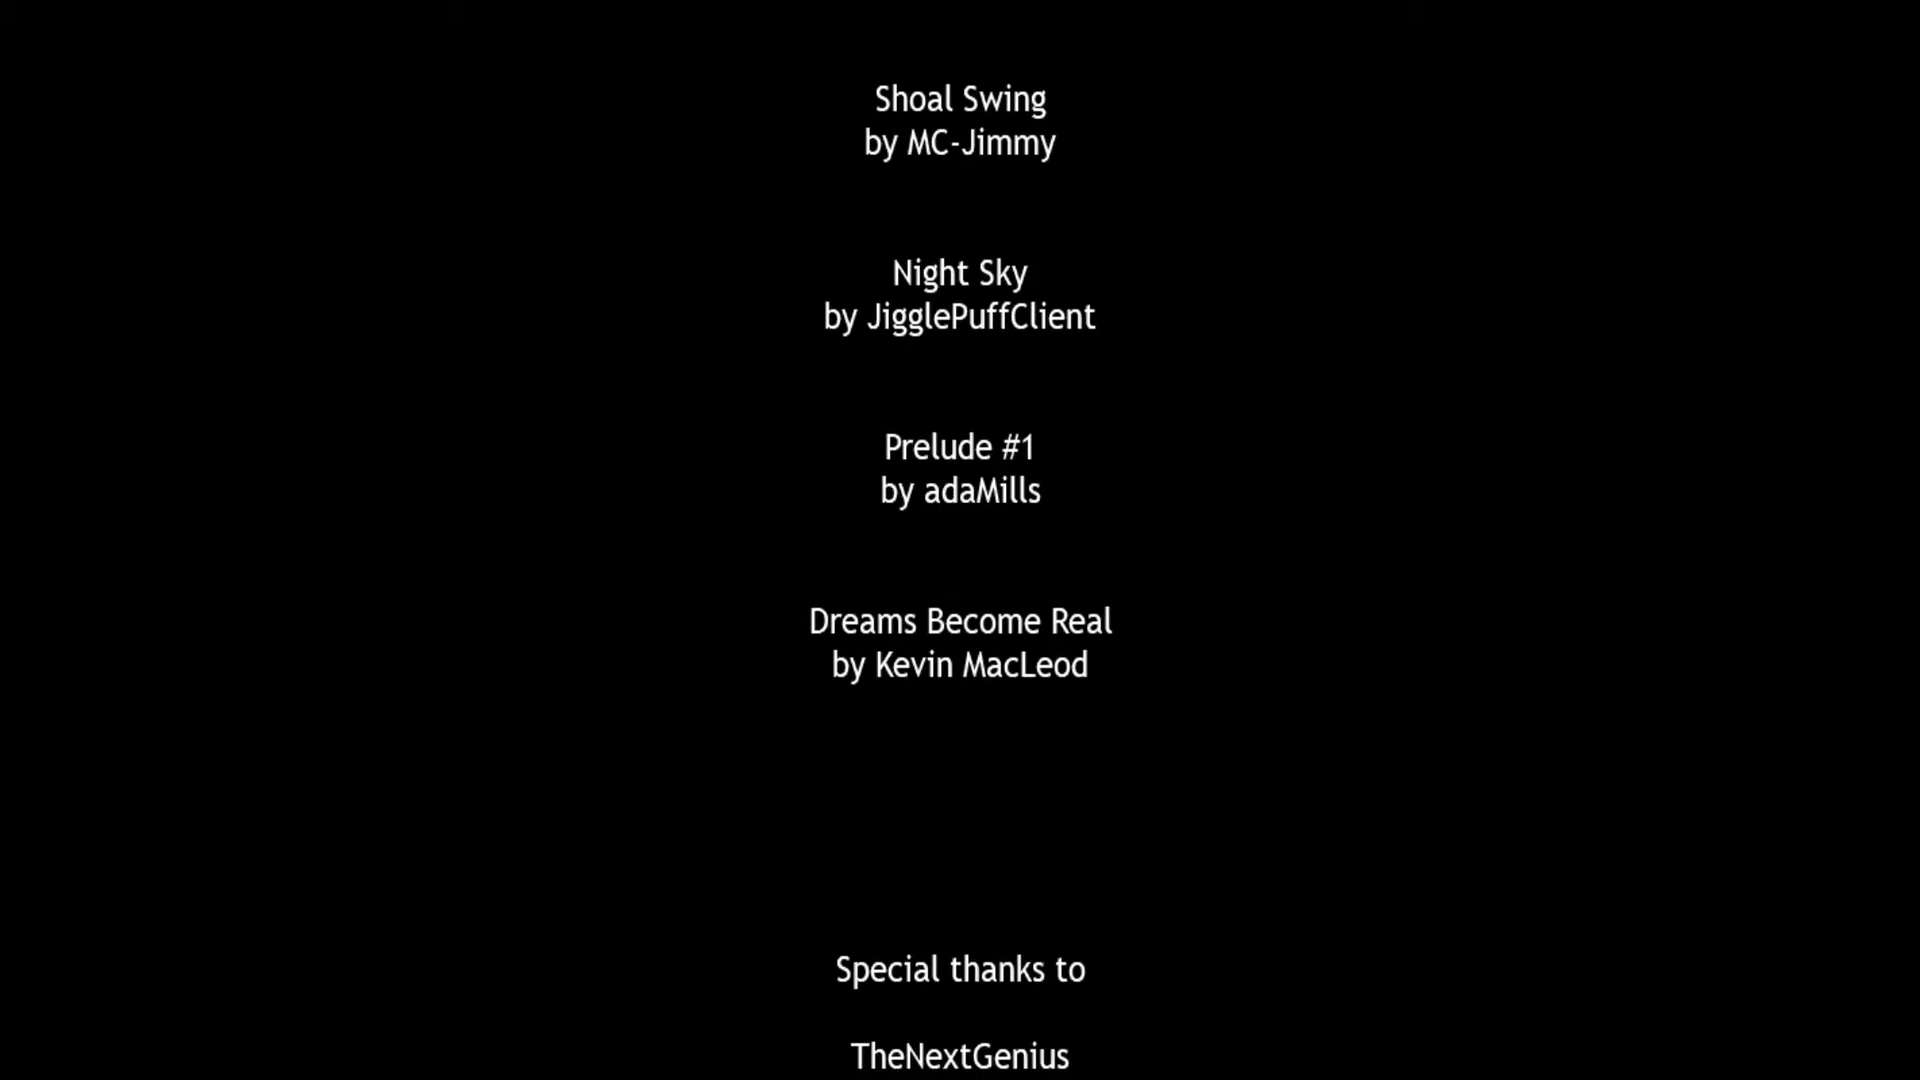 Shoal Swing
by MC-Jimmy
Night Sky
by JigglePuffClient
Prelude #1
by adaMills
Dreams Become Real
by Kevin MacLeod
Special thanks to
TheNextGenius